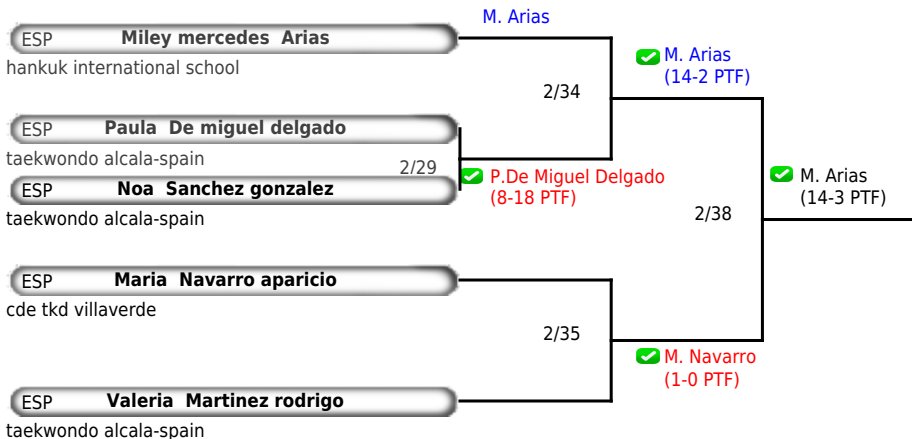 M. Arias
ESP Miley mercedes Arias
hankuk international school
M. Arias
(14-2 PTF)
2/34
ESP Paula De miguel delgado
taekwondo alcala-spain
2/29
P.De Miguel Delgado
(8-18 PTF)
ESP Noa Sanchez gonzalez
taekwondo alcala-spain
M. Arias
(14-3 PTF)
2/38
ESP Maria Navarro aparicio
cde tkd villaverde
2/35
M. Navarro
(1-0 PTF)
ESP Valeria Martinez rodrigo
taekwondo alcala-spain